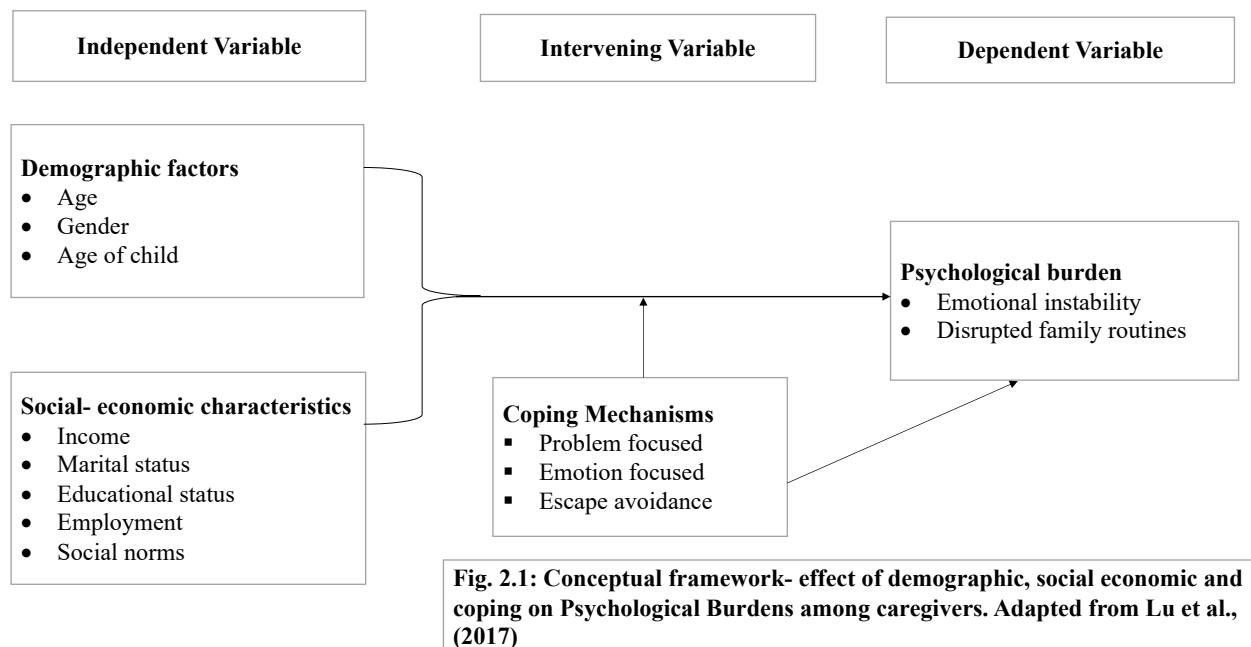 Independent Variable
Intervening Variable
Dependent Variable
Demographic factors
• Age
• Gender
• Age of child
Social- economic characteristics
• Income
• Marital status
• Educational status
• Employment
• Social norms
Coping Mechanisms
▪ Problem focused
▪ Emotion focused
▪ Escape avoidance
Psychological burden
• Emotional instability
• Disrupted family routines
Fig. 2.1: Conceptual framework- effect of demographic, social economic and
coping on Psychological Burdens among caregivers. Adapted from Lu et al.,
(2017)